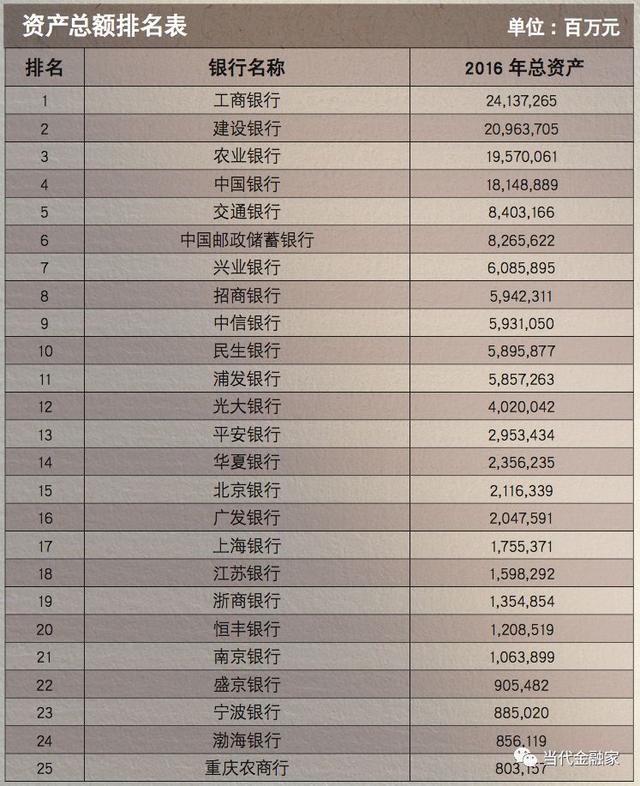 资产总额排名表 单位：百万元
排名 银行名称 2016 年总资产
1 工商银行 24,137,265
2 建设银行 20,963,705
3 农业银行 19,570,061
4 中国银行 18,148,889
5 交通银行 8,403,166
6 中国邮政储蓄银行 8,265,622
7 兴业银行 6,085,895
8 招商银行 5,942,311
9 中信银行 5,931,050
10 民生银行 5,895,877
11 浦发银行 5,857,263
12 光大银行 4,020,042
13 平安银行 2,953,434
14 华夏银行 2,356,235
15 北京银行 2,116,339
16 广发银行 2,047,591
17 上海银行 1,755,371
18 江苏银行 1,598,292
19 浙商银行 1,354,854
20 恒丰银行 1,208,519
21 南京银行 1,063,899
22 盛京银行 905,482
23 宁波银行 885,020
24 渤海银行 856,119
25 重庆农商行 803,157
当代金融家